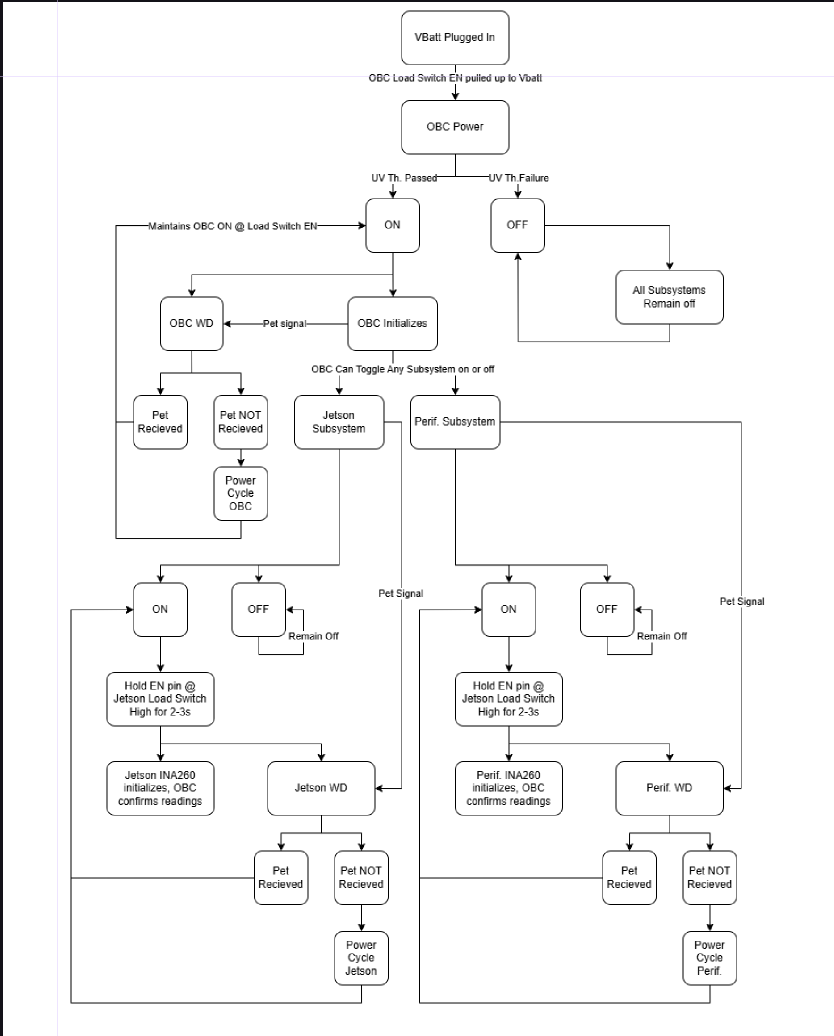 VBatt Plugged In
OBC Load Switch EN pulled up to Vbatt
OBC Power
UV Th. Passed
UV Th.Failure
Maintains OBC ON @ Load Switch EN
ON
OFF
All Subsystems
Remain off
OBC WD
Pet signal
OBC Initializes
OBC Can Toggle Any Subsystem on or off
Pet
Recieved
Pet NOT
Recieved
Jetson
Subsystem
Perif. Subsystem
Power
Cycle
OBC
ON
OFF
Remain Off
Pet Signal
ON
OFF
Remain Off
Pet Signal
Hold EN pin @
Jetson Load Switch
High for 2-3s
Hold EN pin @
Jetson Load Switch
High for 2-3s
Jetson INA260
initializes, OBC
confirms readings
Jetson WD
Perif. INA260
initializes, OBC
confirms readings
Perif. WD
Pet
Recieved
Pet NOT
Recieved
Pet
Recieved
Pet NOT
Recieved
Power
Cycle
Jetson
Power
Cycle
Perif.